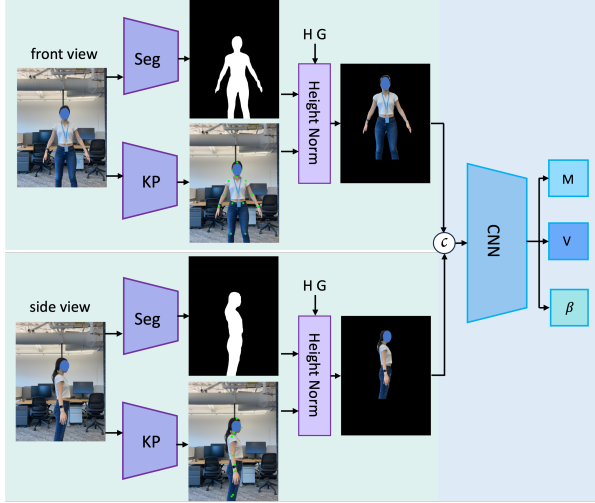 front view
Seg
H G
Height Norm
KP
C
CNN
M
V
β
side view
Seg
H G
Height Norm
KP